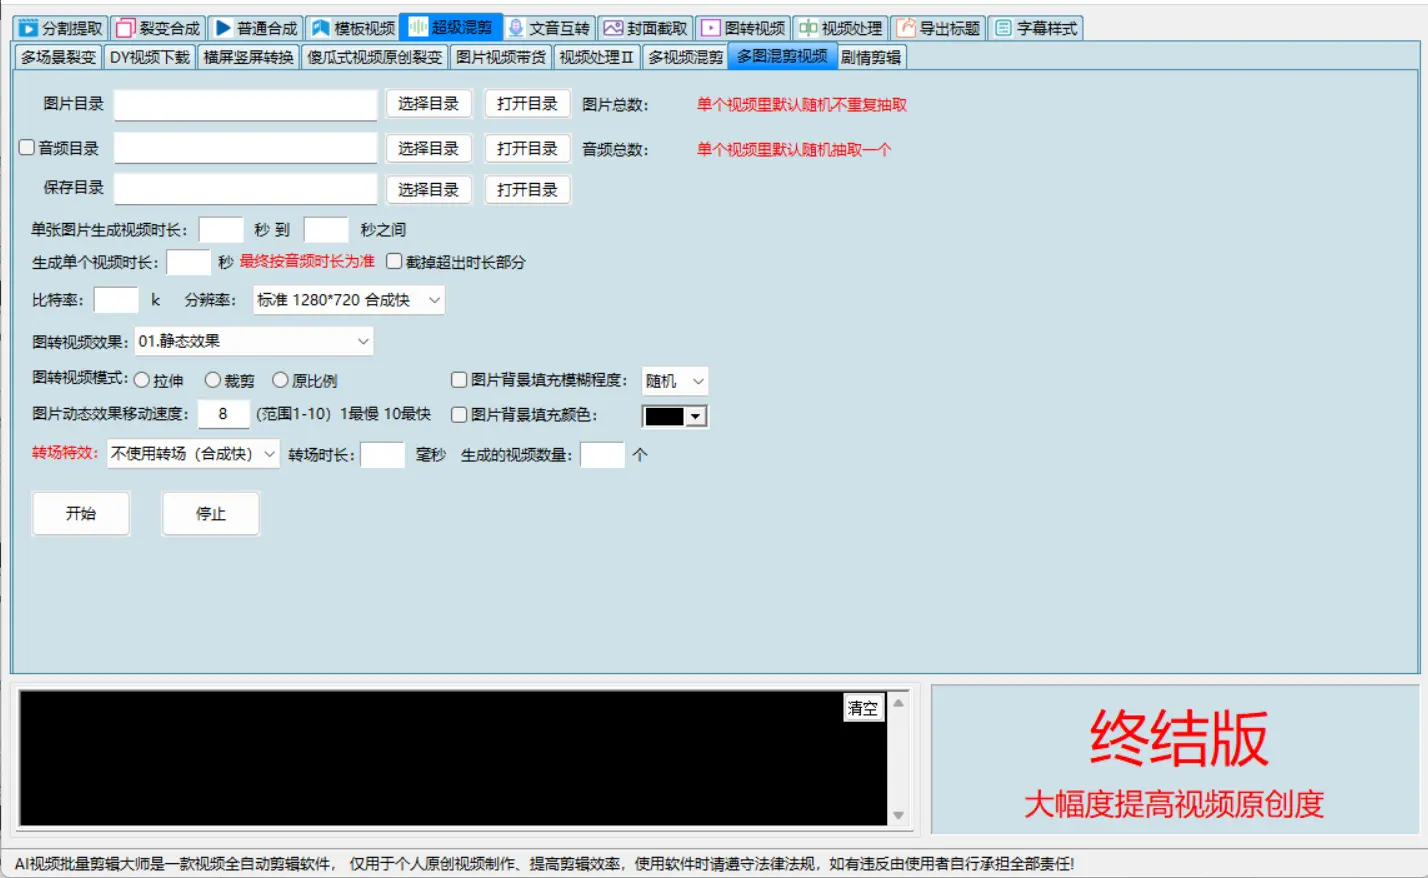 分割提取 裂变合成 普通合成 模板视频 超级混剪 文音互转 封面截取 图转视频 视频处理 导出标题 字幕样式
多场景裂变 DY视频下载 横屏竖屏转换 傻瓜式视频原创裂变 图片视频带货 视频处理Ⅱ 多视频混剪 多图混剪视频 剧情剪辑
图片目录 选择目录 打开目录 图片总数： 单个视频里默认随机不重复抽取
音频目录 选择目录 打开目录 音频总数： 单个视频里默认随机抽取一个
保存目录 选择目录 打开目录
单张图片生成视频时长： 秒 到 秒之间
生成单个视频时长： 秒 最终按音频时长为准 截掉超出时长部分
比特率： k 分辨率： 标准 1280*720 合成快
图转视频效果： 01.静态效果
图转视频模式： 拉伸 裁剪 原比例 图片背景填充模糊程度： 随机
图片动态效果移动速度： 8 (范围1-10）1最慢 10最快 图片背景填充颜色：
转场特效： 不使用转场（合成快） 转场时长： 毫秒 生成的视频数量： 个
开始 停止
清空
终结版
大幅度提高视频原创度
AI视频批量剪辑大师是一款视频全自动剪辑软件， 仅用于个人原创视频制作、提高剪辑效率，使用软件时请遵守法律法规，如有违反由使用者自行承担全部责任!